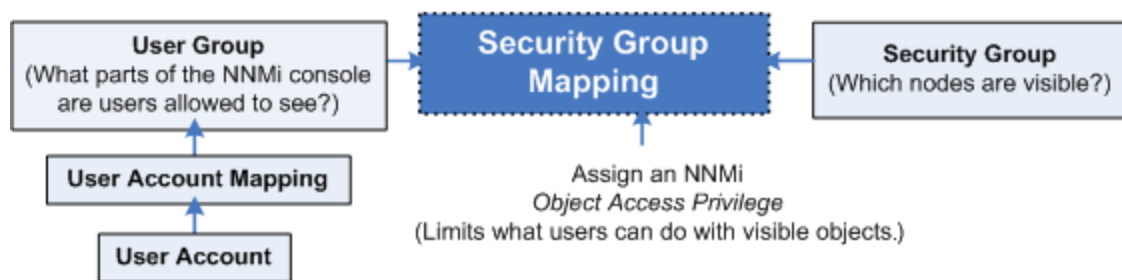 User Group
(What parts of the NNMi console
are users allowed to see?)
User Account Mapping
User Account
Security Group
Mapping
Assign an NNMi
Object Access Privilege
(Limits what users can do with visible objects.)
Security Group
(Which nodes are visible?)